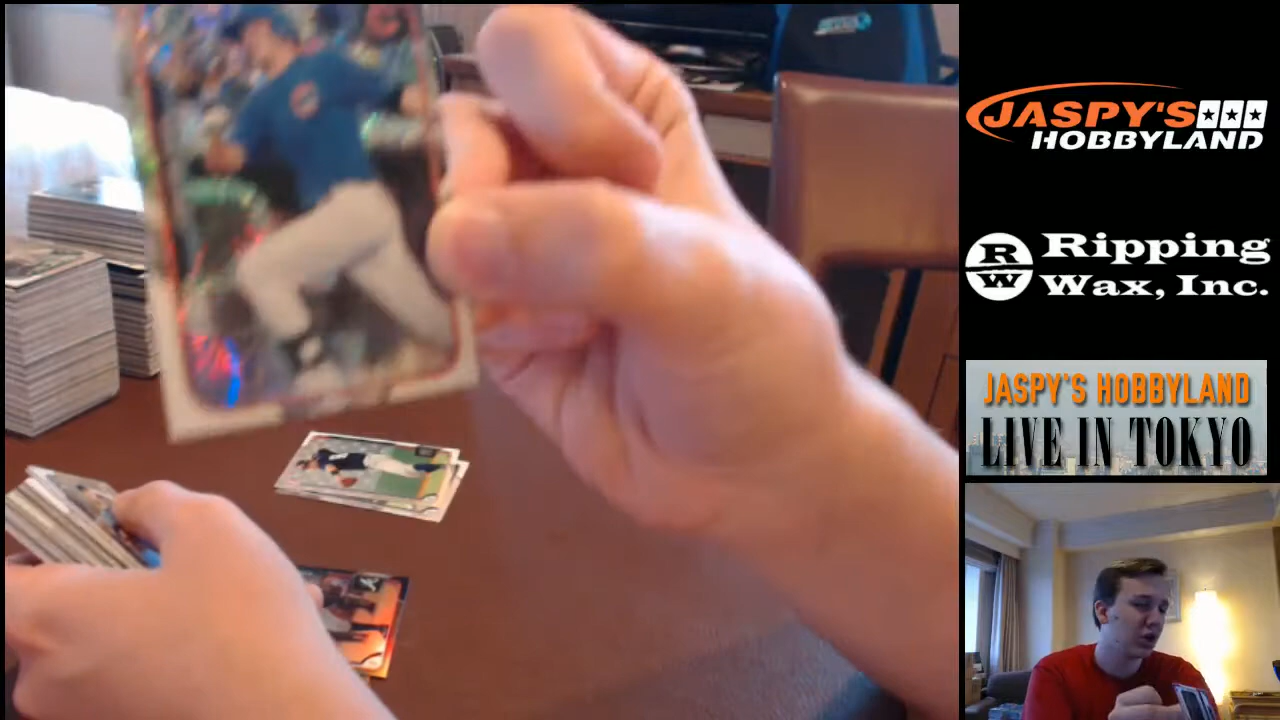 JASPY'S
HOBBYLAND
R
W
Ripping
Wax, Inc.
JASPY'S HOBBYLAND
LIVE IN TOKYO